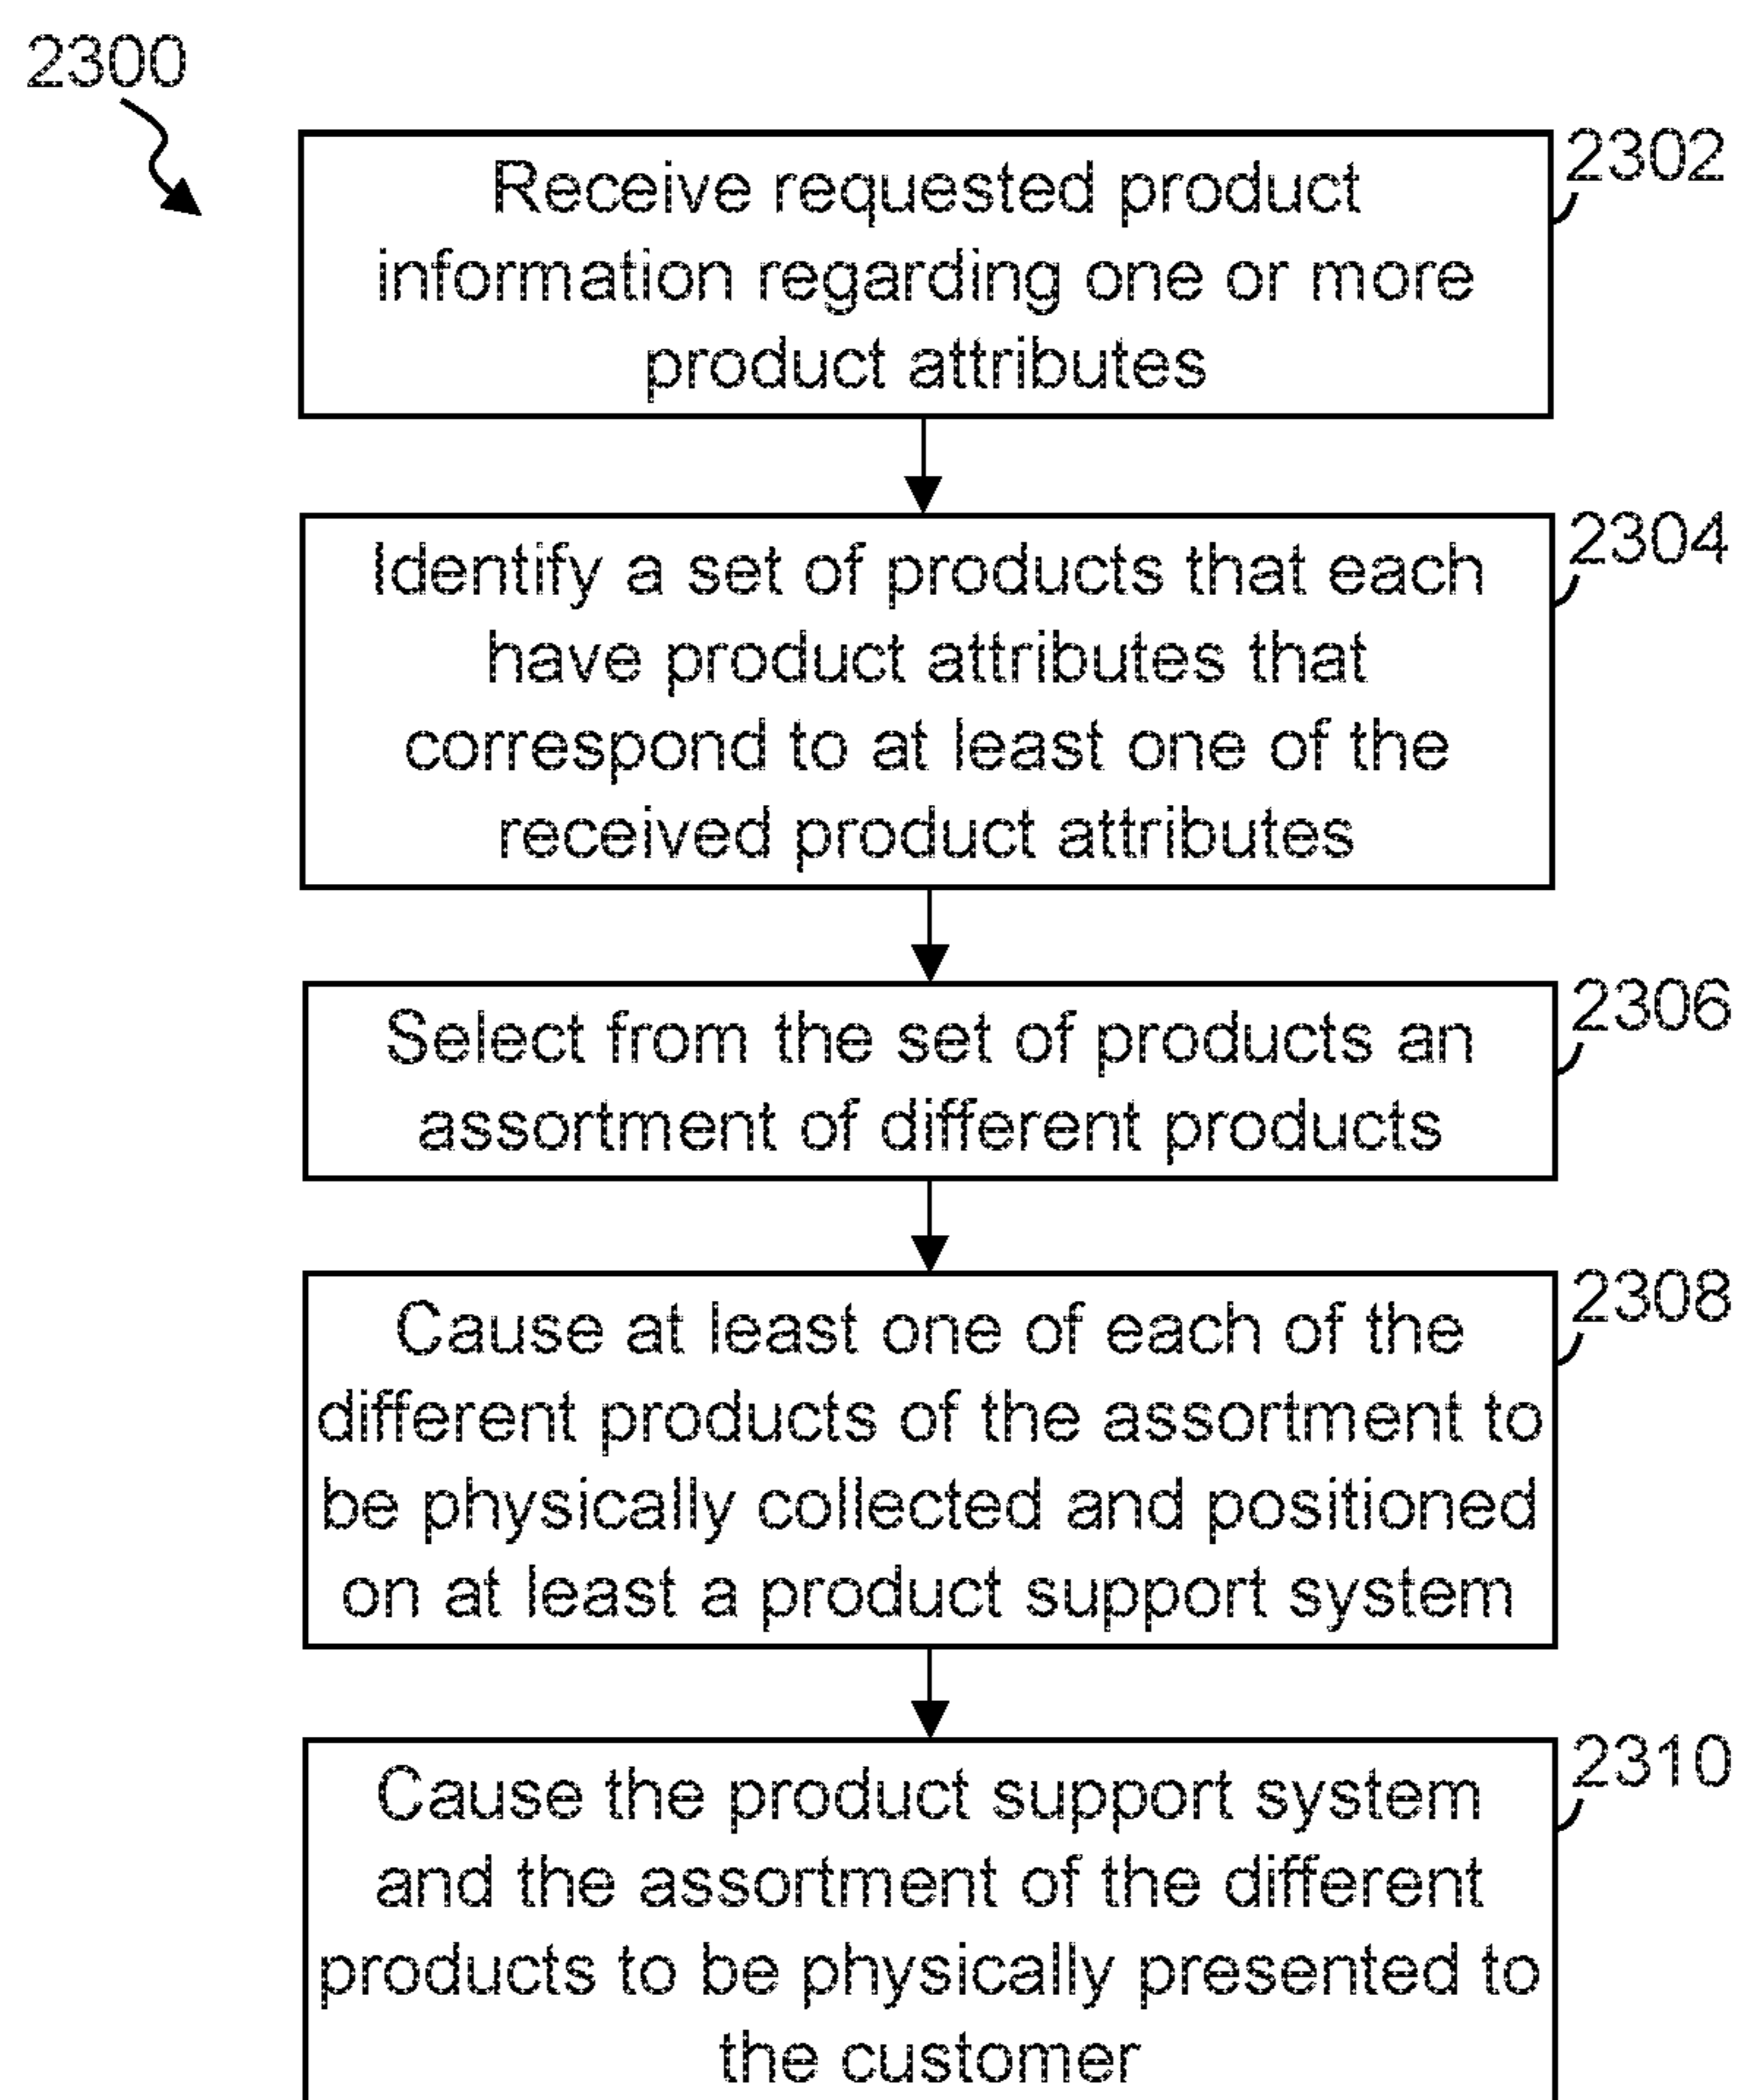 2300
2302
Receive requested product
information regarding one or more
product attributes
2304
Identify a set of products that each
have product attributes that
correspond to at least one of the
received product attributes
2306
Select from the set of products an
assortment of different products
2308
Cause at least one of each of the
different products of the assortment to
be physically collected and positioned
on at least a product support system
2310
Cause the product support system
and the assortment of the different
products to be physically presented to
the customer